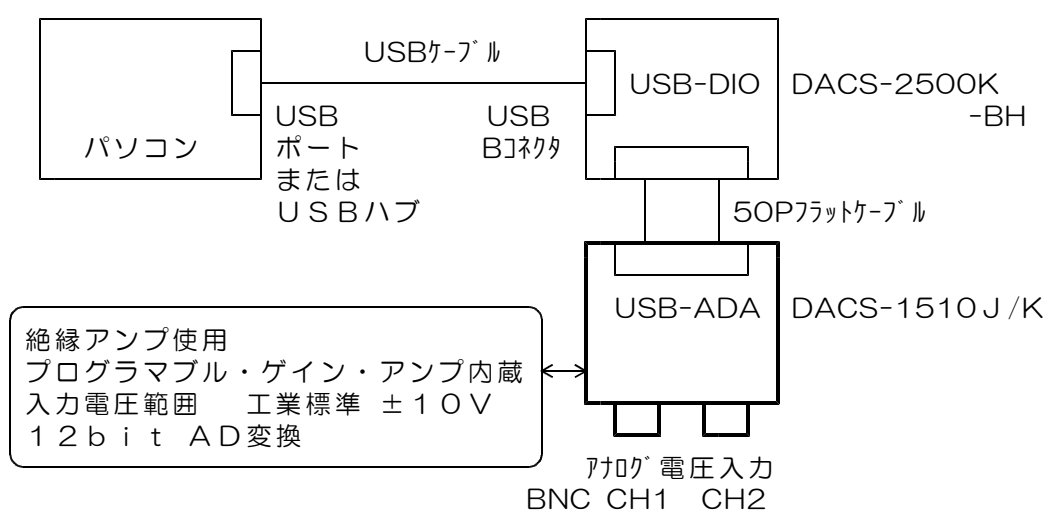 USBｹｰﾌﾞﾙ
USB-DIO
DACS-2500K
-BH
パソコン
USB
ポート
または
ＵＳＢハブ
USB
Bｺﾈｸﾀ
50Pﾌﾗｯﾄｹｰﾌﾞﾙ
USB-ADA
DACS-1510Ｊ/K
絶縁アンプ使用
プログラマブル・ゲイン・アンプ内蔵
入力電圧範囲　工業標準 ±１０Ｖ
１２ｂｉｔ ＡＤ変換
ｱﾅﾛｸﾞ電圧入力
BNC CH1 CH2